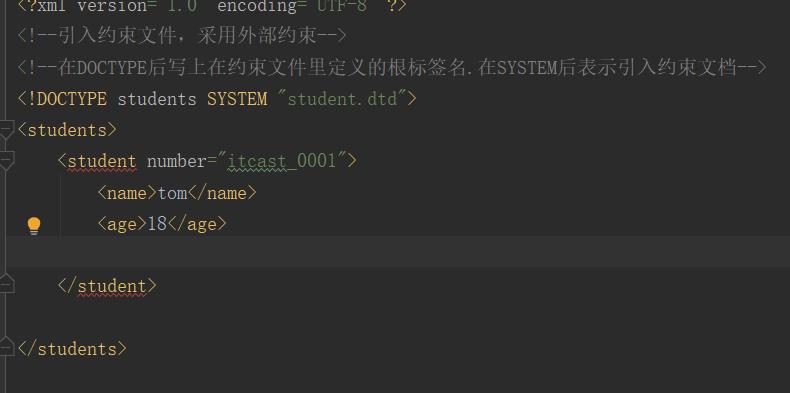 <?xml version="1.0" encoding="UTF-8" ?>
<!--引入约束文件，采用外部约束-->
<!--在DOCTYPE后写上在约束文件里定义的根标签名.在SYSTEM后表示引入约束文档-->
<!DOCTYPE students SYSTEM "student.dtd">
<students>
<student number="itcast_0001">
<name>tom</name>
<age>18</age>
</student>
</students>